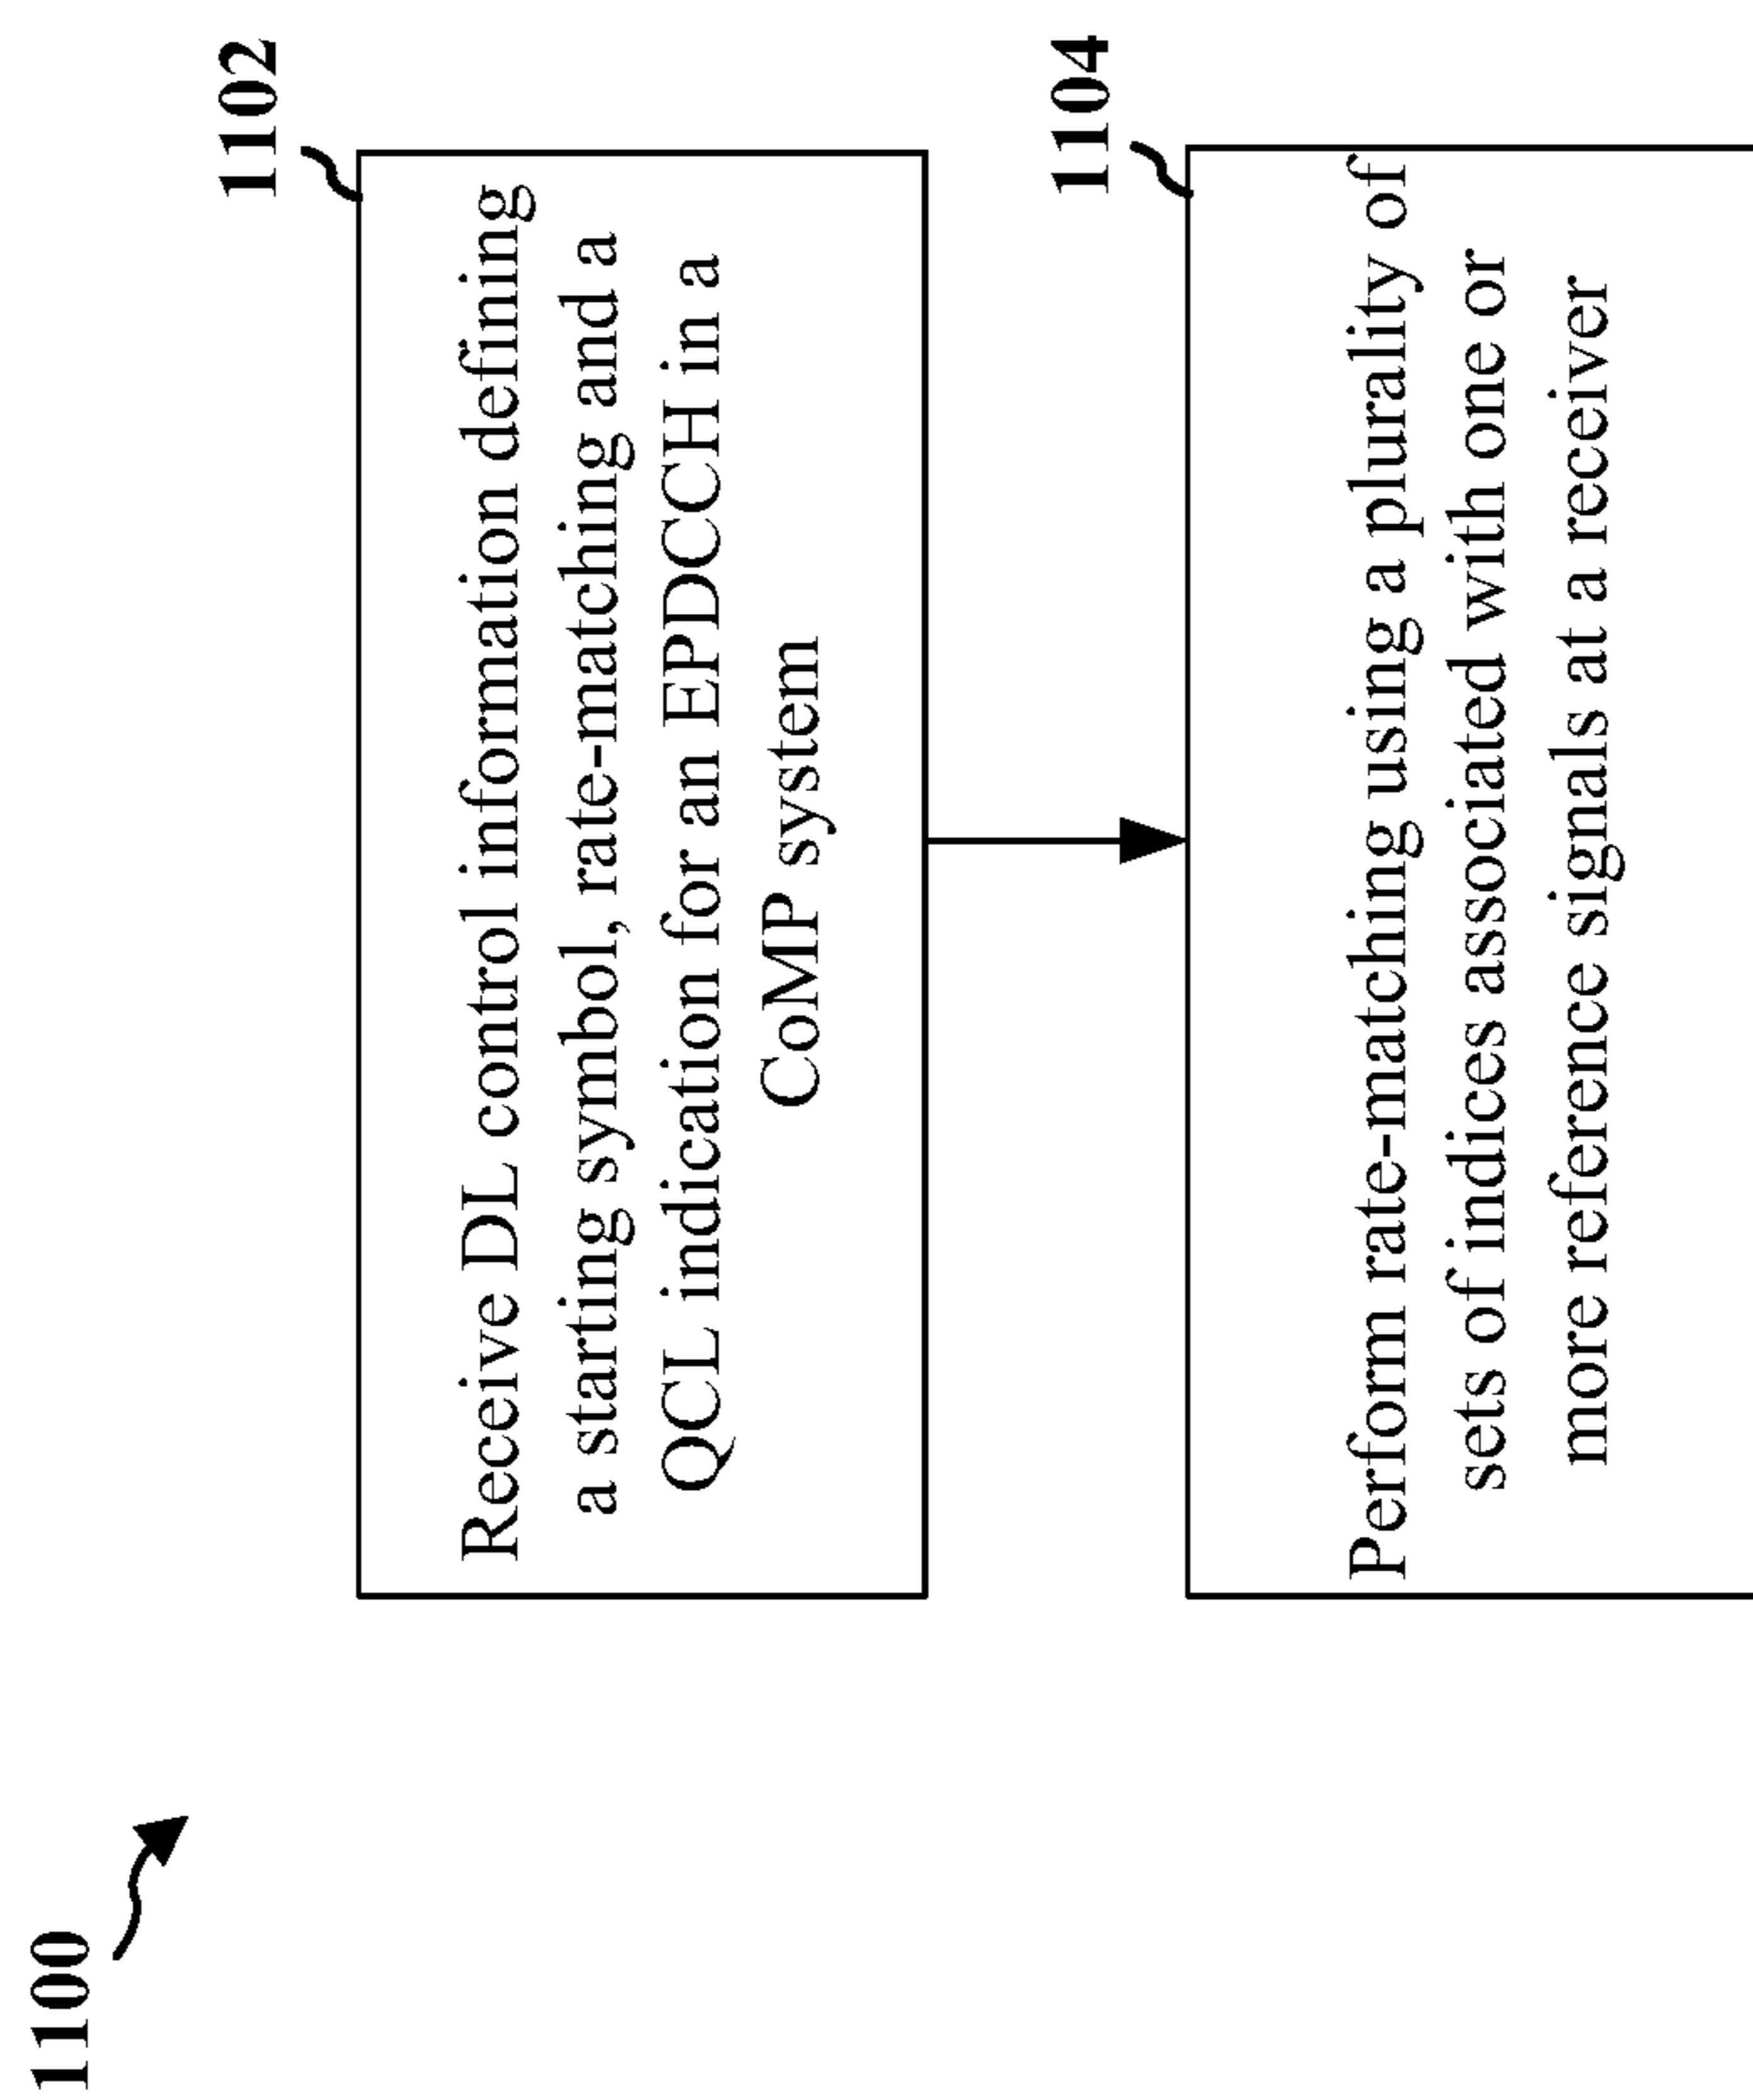 1100
1102
Receive DL control information defining
a starting symbol, rate-matching and a
QCL indication for an EPDCCH in a
CoMP system
1104
Perform rate-matching using a plurality of
sets of indices associated with one or
more reference signals at a receiver